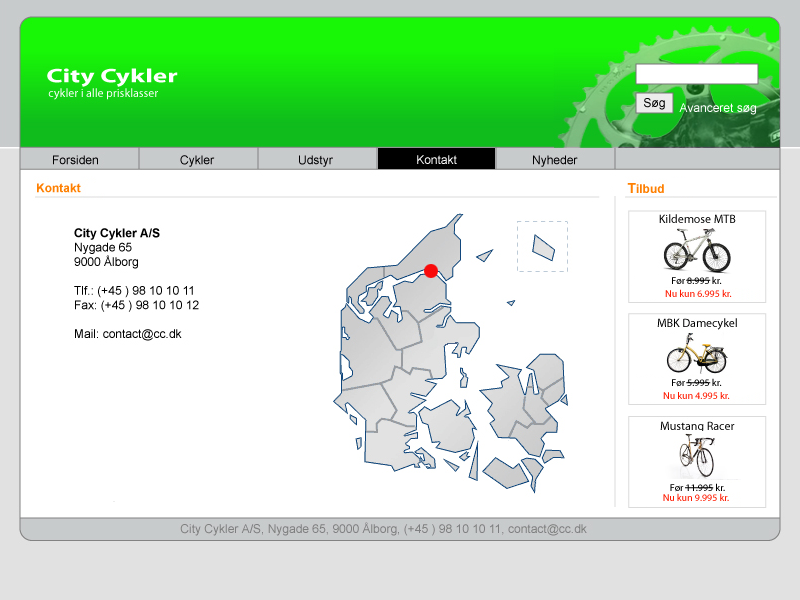 City Cykler
cykler i alle prisklasser
Søg
Avanceret søg
Forsiden
Cykler
Udstyr
Kontakt
Nyheder
Kontakt
City Cykler A/S
Nygade 65
9000 Ålborg
Tlf.: (+45 ) 98 10 10 11
Fax: (+45 ) 98 10 10 12
Mail: contact@cc.dk
Tilbud
Kildemose MTB
Før 8.995 kr.
Nu kun 6.995 kr.
MBK Damecykel
Før 5.995 kr.
Nu kun 4.995 kr.
Mustang Racer
Før 11.995 kr.
Nu kun 9.995 kr.
City Cykler A/S, Nygade 65, 9000 Ålborg, (+45 ) 98 10 10 11, contact@cc.dk